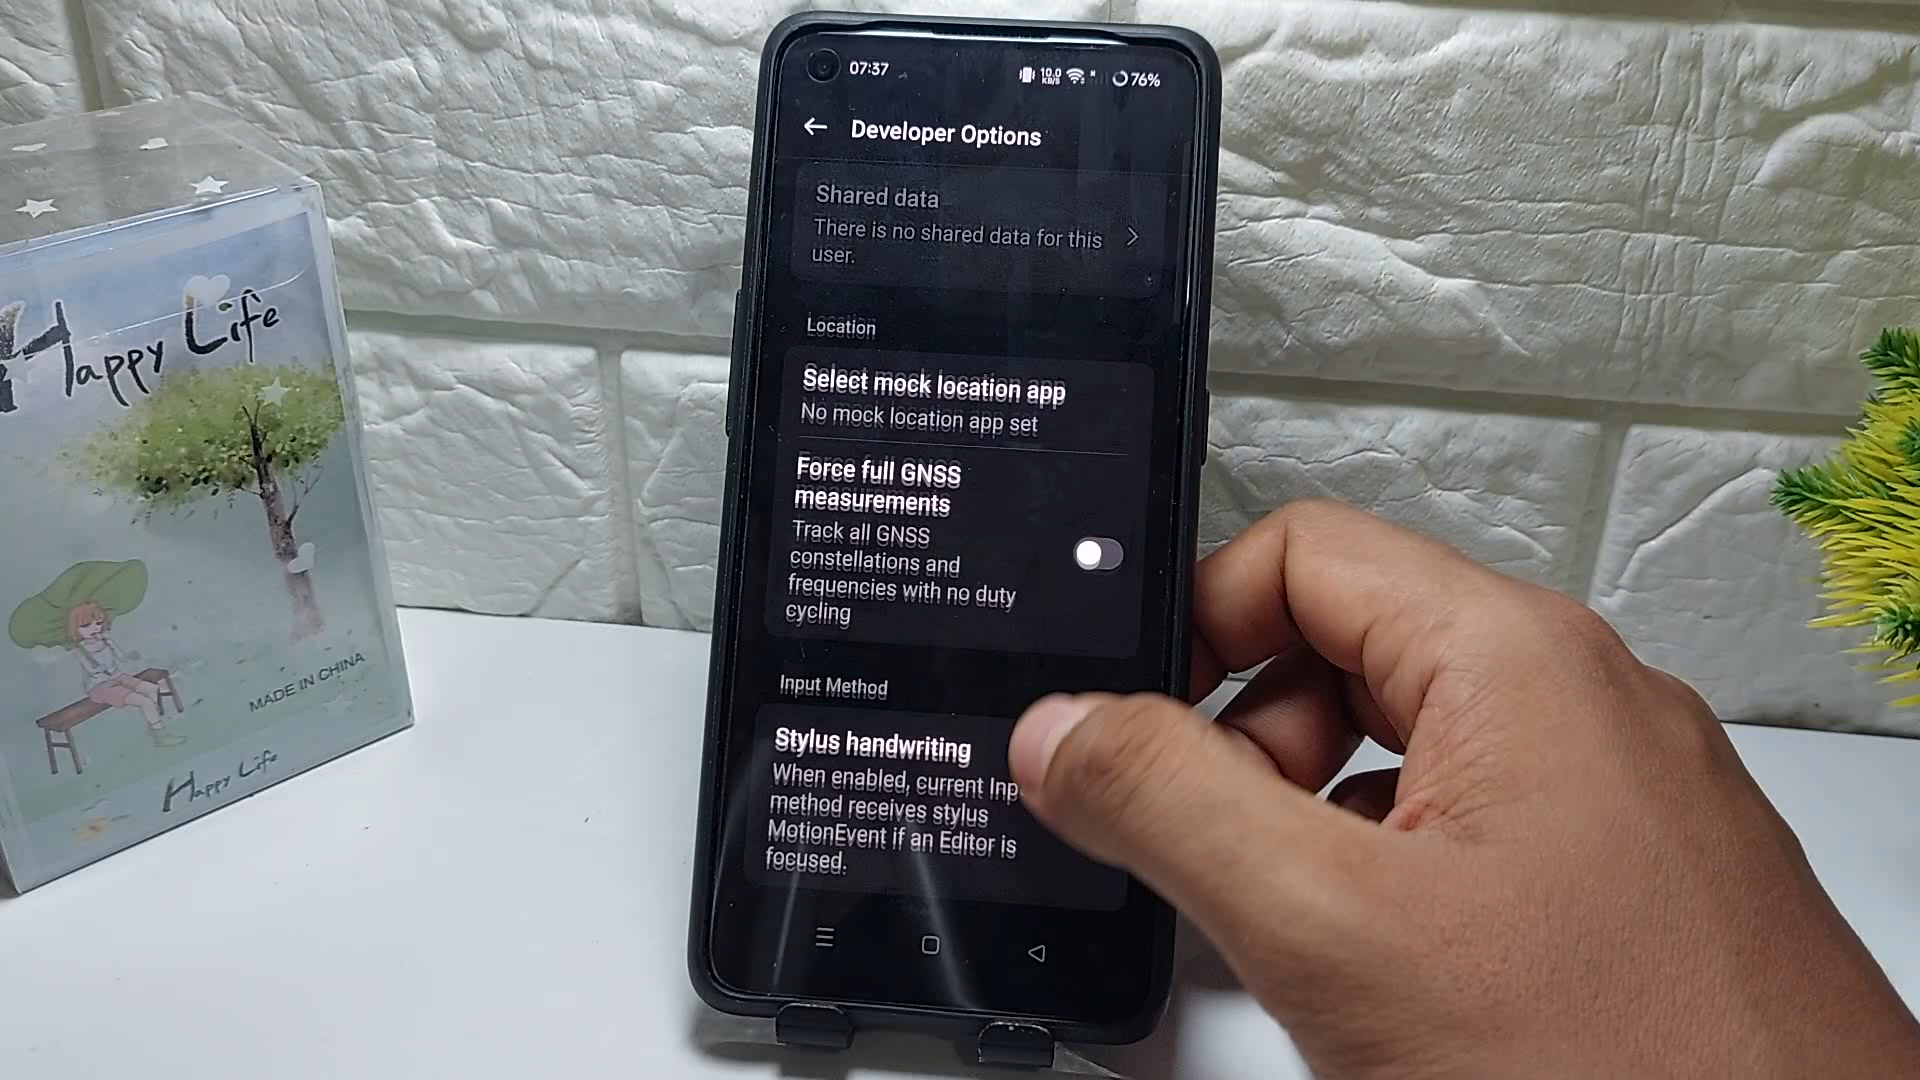 07:37
10.0
KB/S
76%
Developer Options
Shared data
There is no shared data for this
user.
Location
Select mock location app
No mock location app set
Force full GNSS
measurements
Track all GNSS
constellations and
frequencies with no duty
cycling
Input Method
Stylus handwriting
When enabled, current Inp
method receives stylus
MotionEvent if an Editor is
focused.
Happy Life
MADE IN CHINA
Happy Life